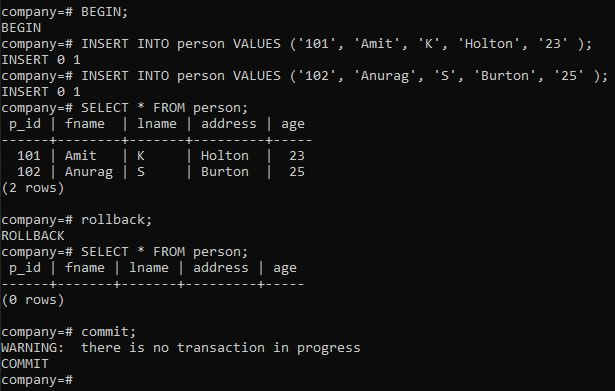 company=# BEGIN;
BEGIN
company=# INSERT INTO person VALUES ('101', 'Amit', 'K', 'Holton', '23' );
INSERT 0 1
company=# INSERT INTO person VALUES ('102', 'Anurag', 'S', 'Burton', '25' );
INSERT 0 1
company=# SELECT * FROM person;
 p_id | fname  | lname | address | age
------+--------+-------+---------+-----
  101 | Amit   | K     | Holton  |  23
  102 | Anurag | S     | Burton  |  25
(2 rows)

company=# rollback;
ROLLBACK
company=# SELECT * FROM person;
 p_id | fname | lname | address | age
------+-------+-------+---------+-----
(0 rows)

company=# commit;
WARNING:  there is no transaction in progress
COMMIT
company=#